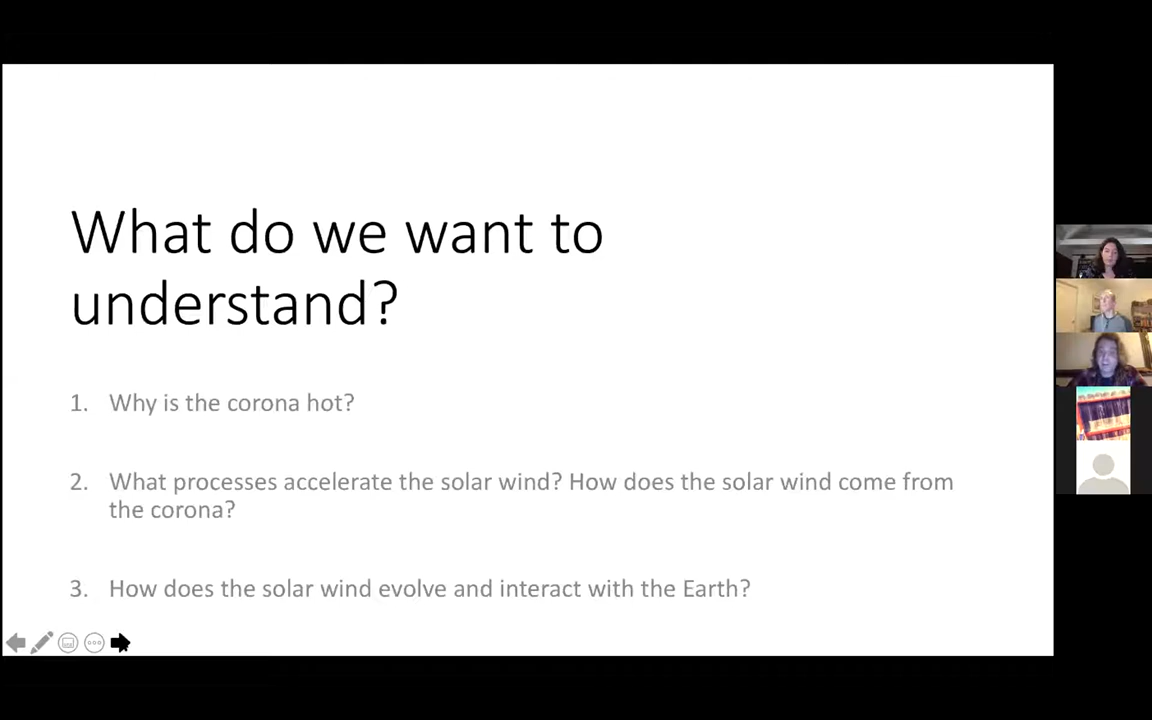 What do we want to
understand?
1. Why is the corona hot?
2. What processes accelerate the solar wind? How does the solar wind come from
the corona?
3. How does the solar wind evolve and interact with the Earth?